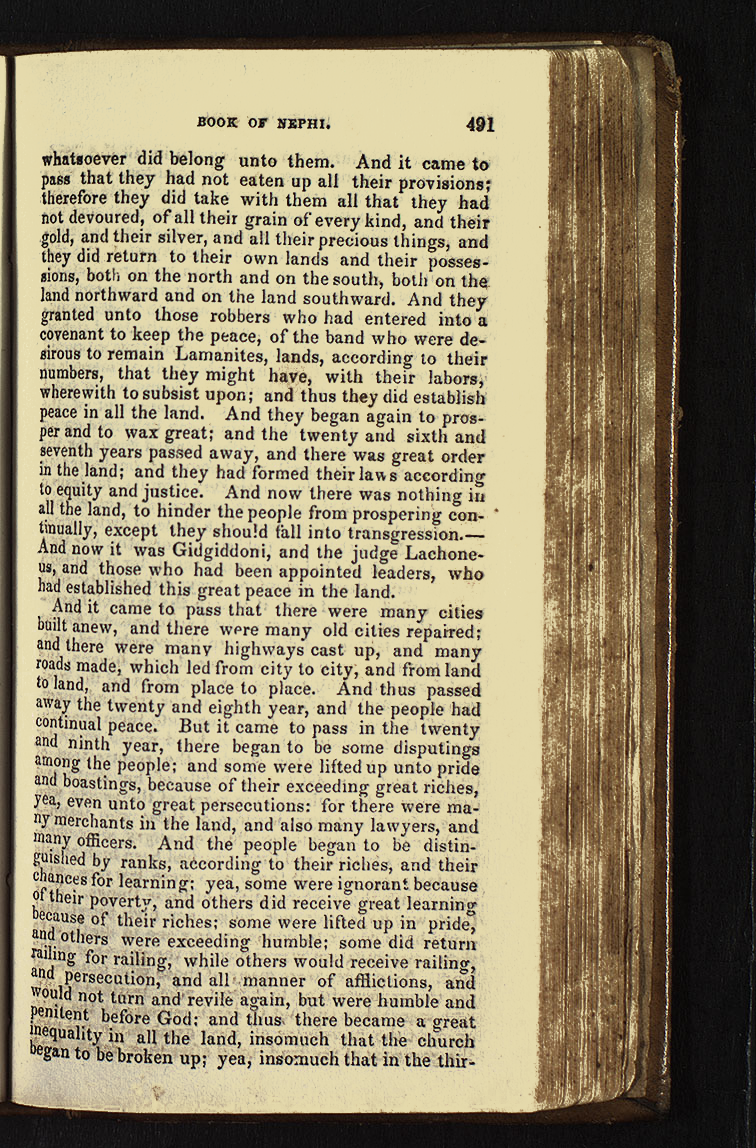 BOOK OF NEPHI. 491
whatsoever did belong unto them. And it came to
pass that they had not eaten up all their provisions;
therefore they did take with them all that they had
not devoured, of all their grain of every kind, and their
gold, and their silver, and all their precious things, and
they did return to their own lands and their posses-
sions, both on the north and on the south, both on the
land northward and on the land southward. And they
granted unto those robbers who had entered into a
covenant to keep the peace, of the band who were de-
sirous to remain Lamanites, lands, according to their
numbers, that they might have, with their labors,
wherewith to subsist upon; and thus they did establish
peace in all the land. And they began again to pros-
per and to wax great; and the twenty and sixth and
seventh years passed away, and there was great order
in the land; and they had formed their laws according
to equity and justice. And now there was nothing in
all the land, to hinder the people from prospering con-
tinually, except they should fall into transgression.—
And now it was Gidgiddoni, and the judge Lachone-
us, and those who had been appointed leaders, who
had established this great peace in the land.
And it came to pass that there were many cities
built anew, and there were many old cities repaired;
and there were many highways cast up, and many
roads made, which led from city to city, and from land
to land, and from place to place. And thus passed
away the twenty and eighth year, and the people had
continual peace. But it came to pass in the twenty
and ninth year, there began to be some disputings
among the people; and some were lifted up unto pride
and boastings, because of their exceeding great riches,
yea, even unto great persecutions: for there were ma-
ny merchants in the land, and also many lawyers, and
many officers. And the people began to be distin-
guished by ranks, according to their riches, and their
chances for learning; yea, some were ignorant because
of their poverty, and others did receive great learning
because of their riches; some were lifted up in pride,
and others were exceeding humble; some did return
railing for railing, while others would receive railing,
and persecution, and all manner of afflictions, and
would not turn and revile again, but were humble and
penitent before God; and thus there became a great
inequality in all the land, insomuch that the church
began to be broken up; yea, insomuch that in the thir-